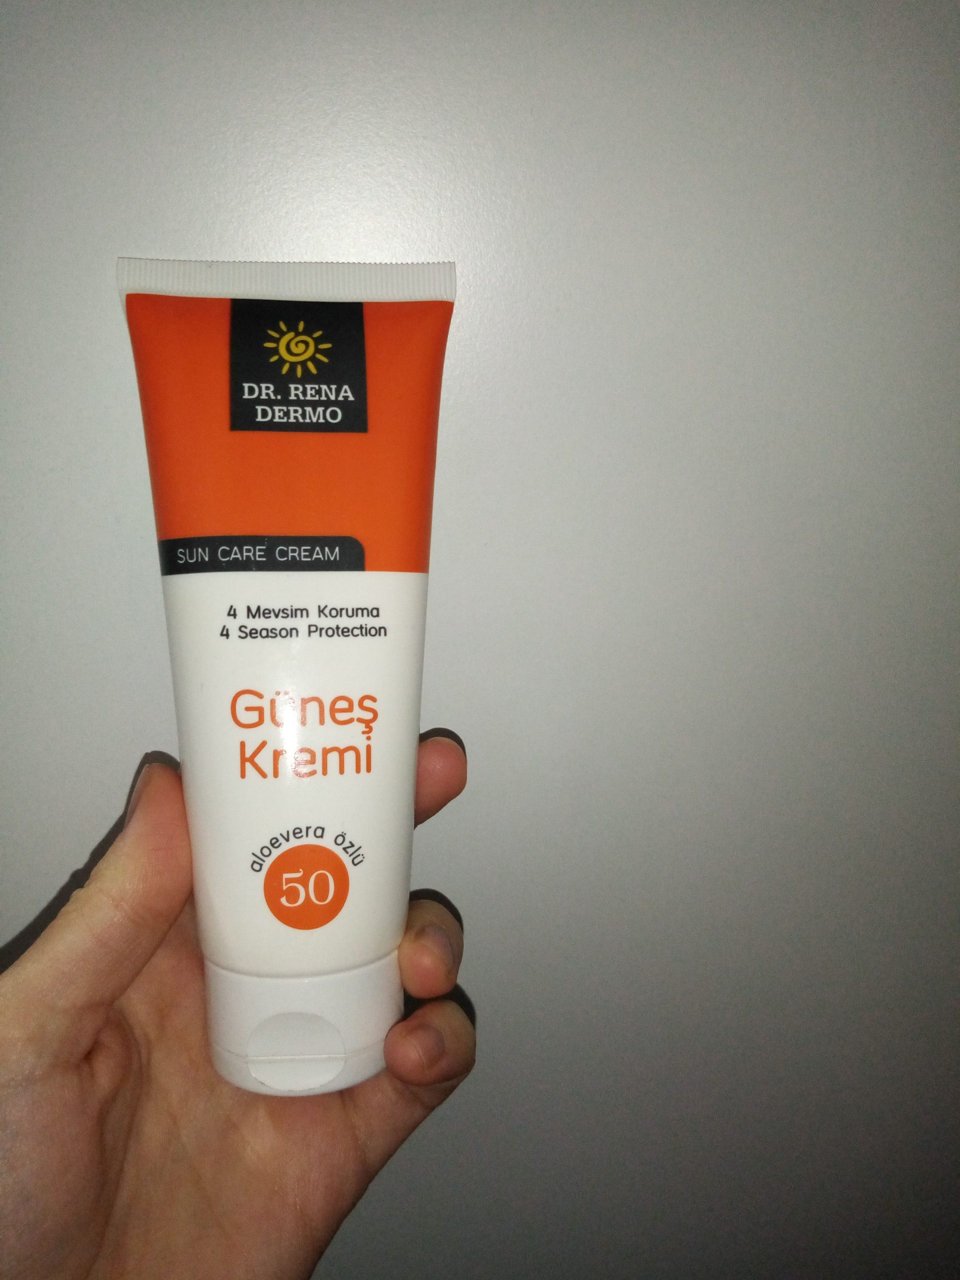 DR. RENA
DERMO
SUN CARE CREAM
4 Mevsim Koruma
4 Season Protection
Güneş
Kremi
aloevera özlü
50